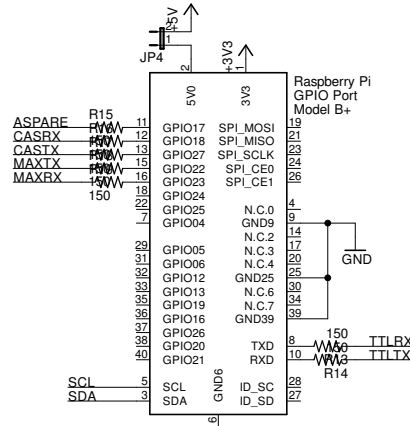 +5V
2
1
JP4
+3V3
2
1
5V0
3V3
Raspberry Pi
GPIO Port
Model B+
R15
ASPARE 11 GPIO17 SPI_MOSI 19
CASRX 12 GPIO18 SPI_MISO 21
CASTX 13 GPIO27 SPI_SCLK 23
MAXTX 15 GPIO22 SPI_CE0 24
MAXRX 16 GPIO23 SPI_CE1 26
150
18 GPIO24
22 GPIO25 N.C.0 4
7 GPIO04 GND9 9
N.C.2 14
29 GPIO05 N.C.3 17
31 GPIO06 N.C.4 20
GND
32 GPIO12 GND25 25
33 GPIO13 N.C.6 30
35 GPIO19 N.C.7 34
36 GPIO16 GND39 39
37 GPIO26
150
38 GPIO20 TXD 8 TTLRX
40 GPIO21 RXD 10 TTLTX
R14
SCL 5 SCL ID_SC 28
SDA 3 SDA ID_SD 27
GND6
6